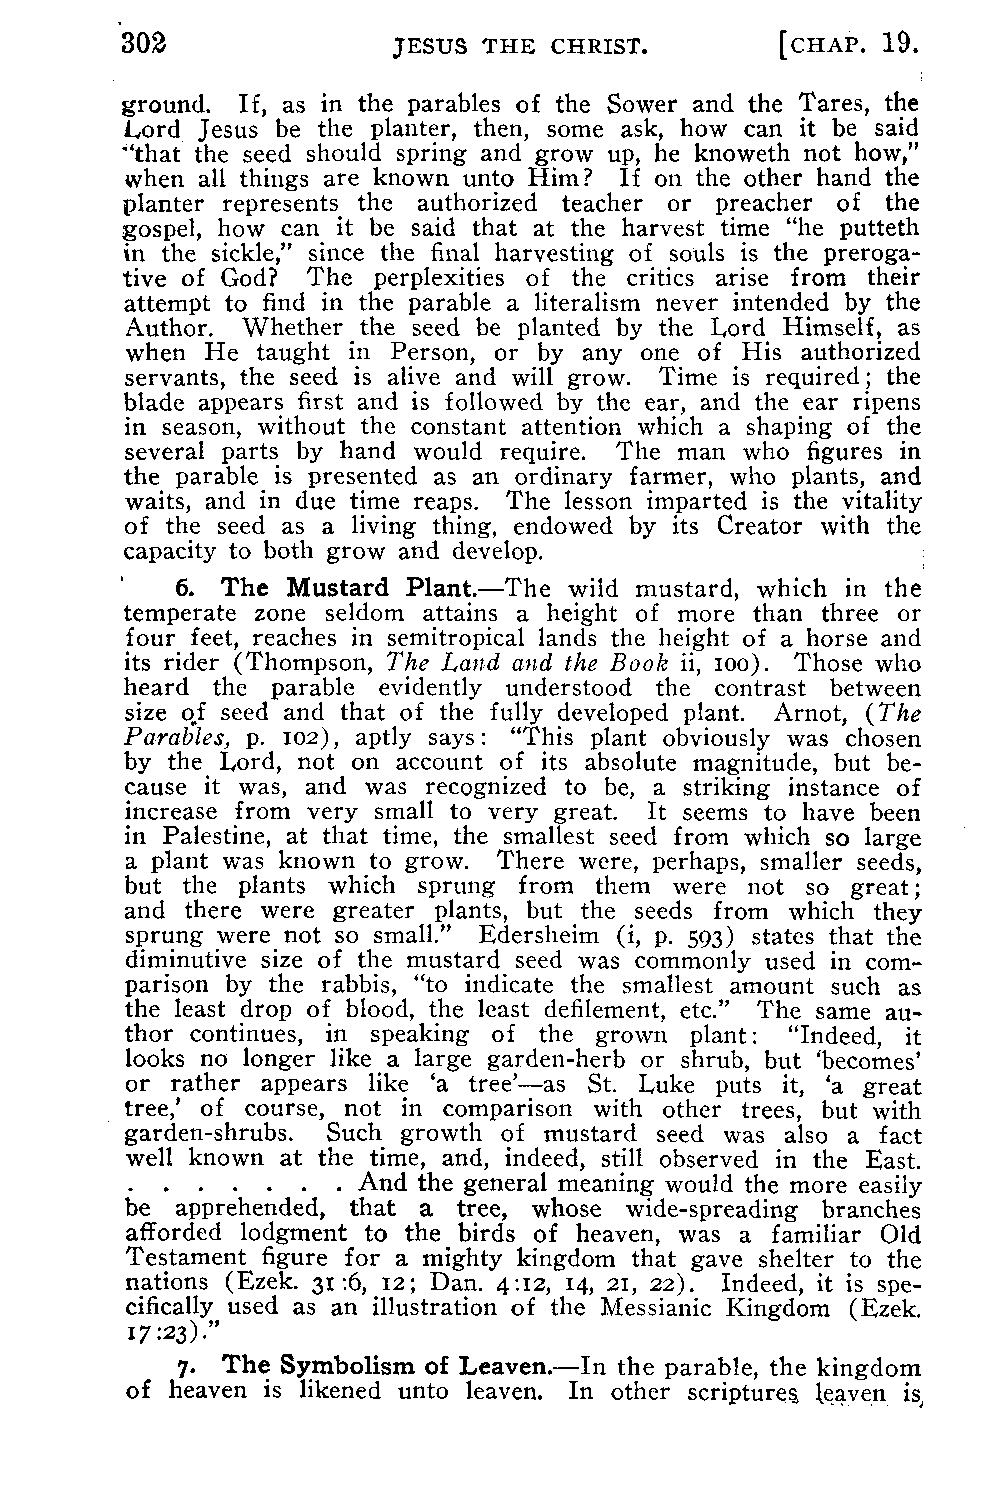 302 JESUS THE CHRIST. [CHAP. 19.
ground. If, as in the parables of the Sower and the Tares, the
Lord Jesus be the planter, then, some ask, how can it be said
"that the seed should spring and grow up, he knoweth not how,"
when all things are known unto Him? If on the other hand the
planter represents the authorized teacher or preacher of the
gospel, how can it be said that at the harvest time "he putteth
in the sickle," since the final harvesting of souls is the preroga-
tive of God? The perplexities of the critics arise from their
attempt to find in the parable a literalism never intended by the
Author. Whether the seed be planted by the Lord Himself, as
when He taught in Person, or by any one of His authorized
servants, the seed is alive and will grow. Time is required; the
blade appears first and is followed by the ear, and the ear ripens
in season, without the constant attention which a shaping of the
several parts by hand would require. The man who figures in
the parable is presented as an ordinary farmer, who plants, and
waits, and in due time reaps. The lesson imparted is the vitality
of the seed as a living thing, endowed by its Creator with the
capacity to both grow and develop.
6. The Mustard Plant.—The wild mustard, which in the
temperate zone seldom attains a height of more than three or
four feet, reaches in semitropical lands the height of a horse and
its rider (Thompson, The Land and the Book ii, 100). Those who
heard the parable evidently understood the contrast between
size of seed and that of the fully developed plant. Arnot, (The
Parables, p. 102), aptly says: "This plant obviously was chosen
by the Lord, not on account of its absolute magnitude, but be-
cause it was, and was recognized to be, a striking instance of
increase from very small to very great. It seems to have been
in Palestine, at that time, the smallest seed from which so large
a plant was known to grow. There were, perhaps, smaller seeds,
but the plants which sprung from them were not so great;
and there were greater plants, but the seeds from which they
sprung were not so small." Edersheim (i, p. 593) states that the
diminutive size of the mustard seed was commonly used in com-
parison by the rabbis, "to indicate the smallest amount such as
the least drop of blood, the least defilement, etc." The same au-
thor continues, in speaking of the grown plant: "Indeed, it
looks no longer like a large garden-herb or shrub, but 'becomes'
or rather appears like 'a tree'—as St. Luke puts it, 'a great
tree,' of course, not in comparison with other trees, but with
garden-shrubs. Such growth of mustard seed was also a fact
well known at the time, and, indeed, still observed in the East.
. . . . . . . And the general meaning would the more easily
be apprehended, that a tree, whose wide-spreading branches
afforded lodgment to the birds of heaven, was a familiar Old
Testament figure for a mighty kingdom that gave shelter to the
nations (Ezek. 31:6, 12; Dan. 4:12, 14, 21, 22). Indeed, it is spe-
cifically used as an illustration of the Messianic Kingdom (Ezek.
17:23)."
7. The Symbolism of Leaven.—In the parable, the kingdom
of heaven is likened unto leaven. In other scriptures leaven is